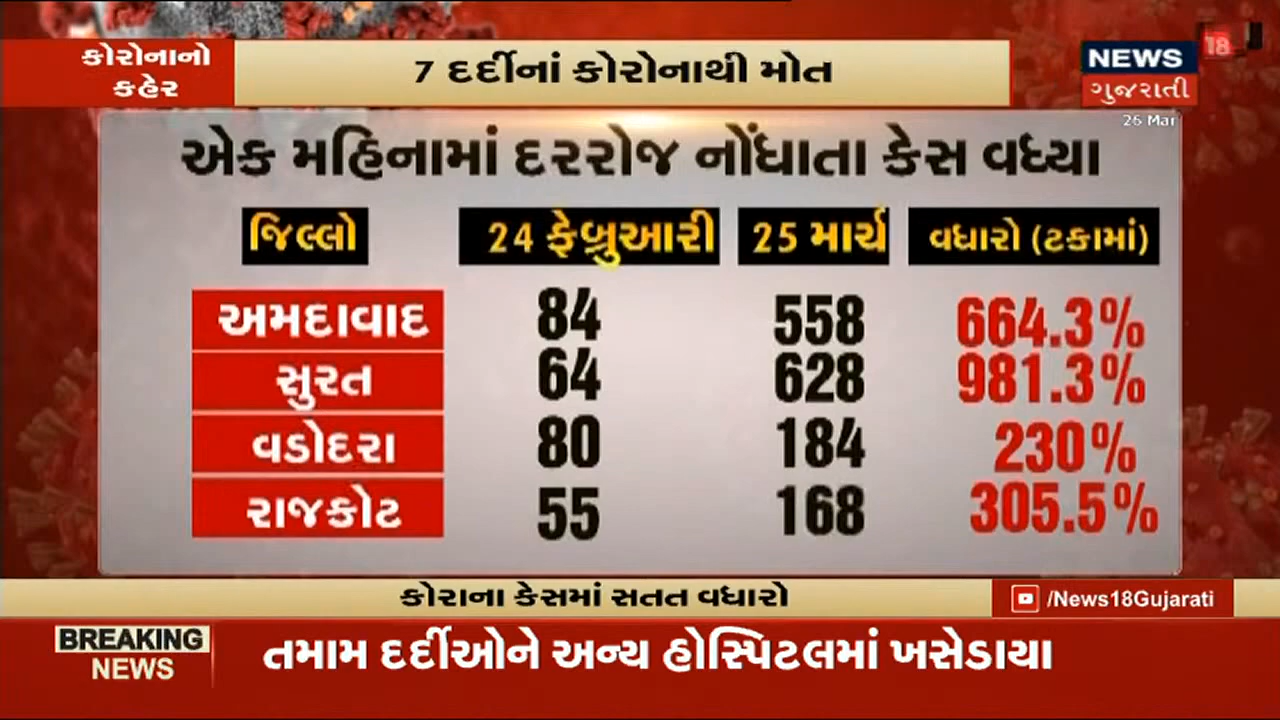 કોરોનાનો
કહેર
7 દર્દીનાં કોરોનાથી મોત
NEWS 18
ગુજરાતી
26 Mar
એક મહિનામાં દરરોજ નોંધાતા કેસ વધ્યા
જિલ્લો 24 ફેબ્રુઆરી 25 માર્ચ વધારો (ટકામાં)
અમદાવાદ 84 558 664.3%
સુરત 64 628 981.3%
વડોદરા 80 184 230%
રાજકોટ 55 168 305.5%
કોરાના કેસમાં સતત વધારો
/News18Gujarati
BREAKING
NEWS
તમામ દર્દીઓને અન્ય હોસ્પિટલમાં ખસેડાયા